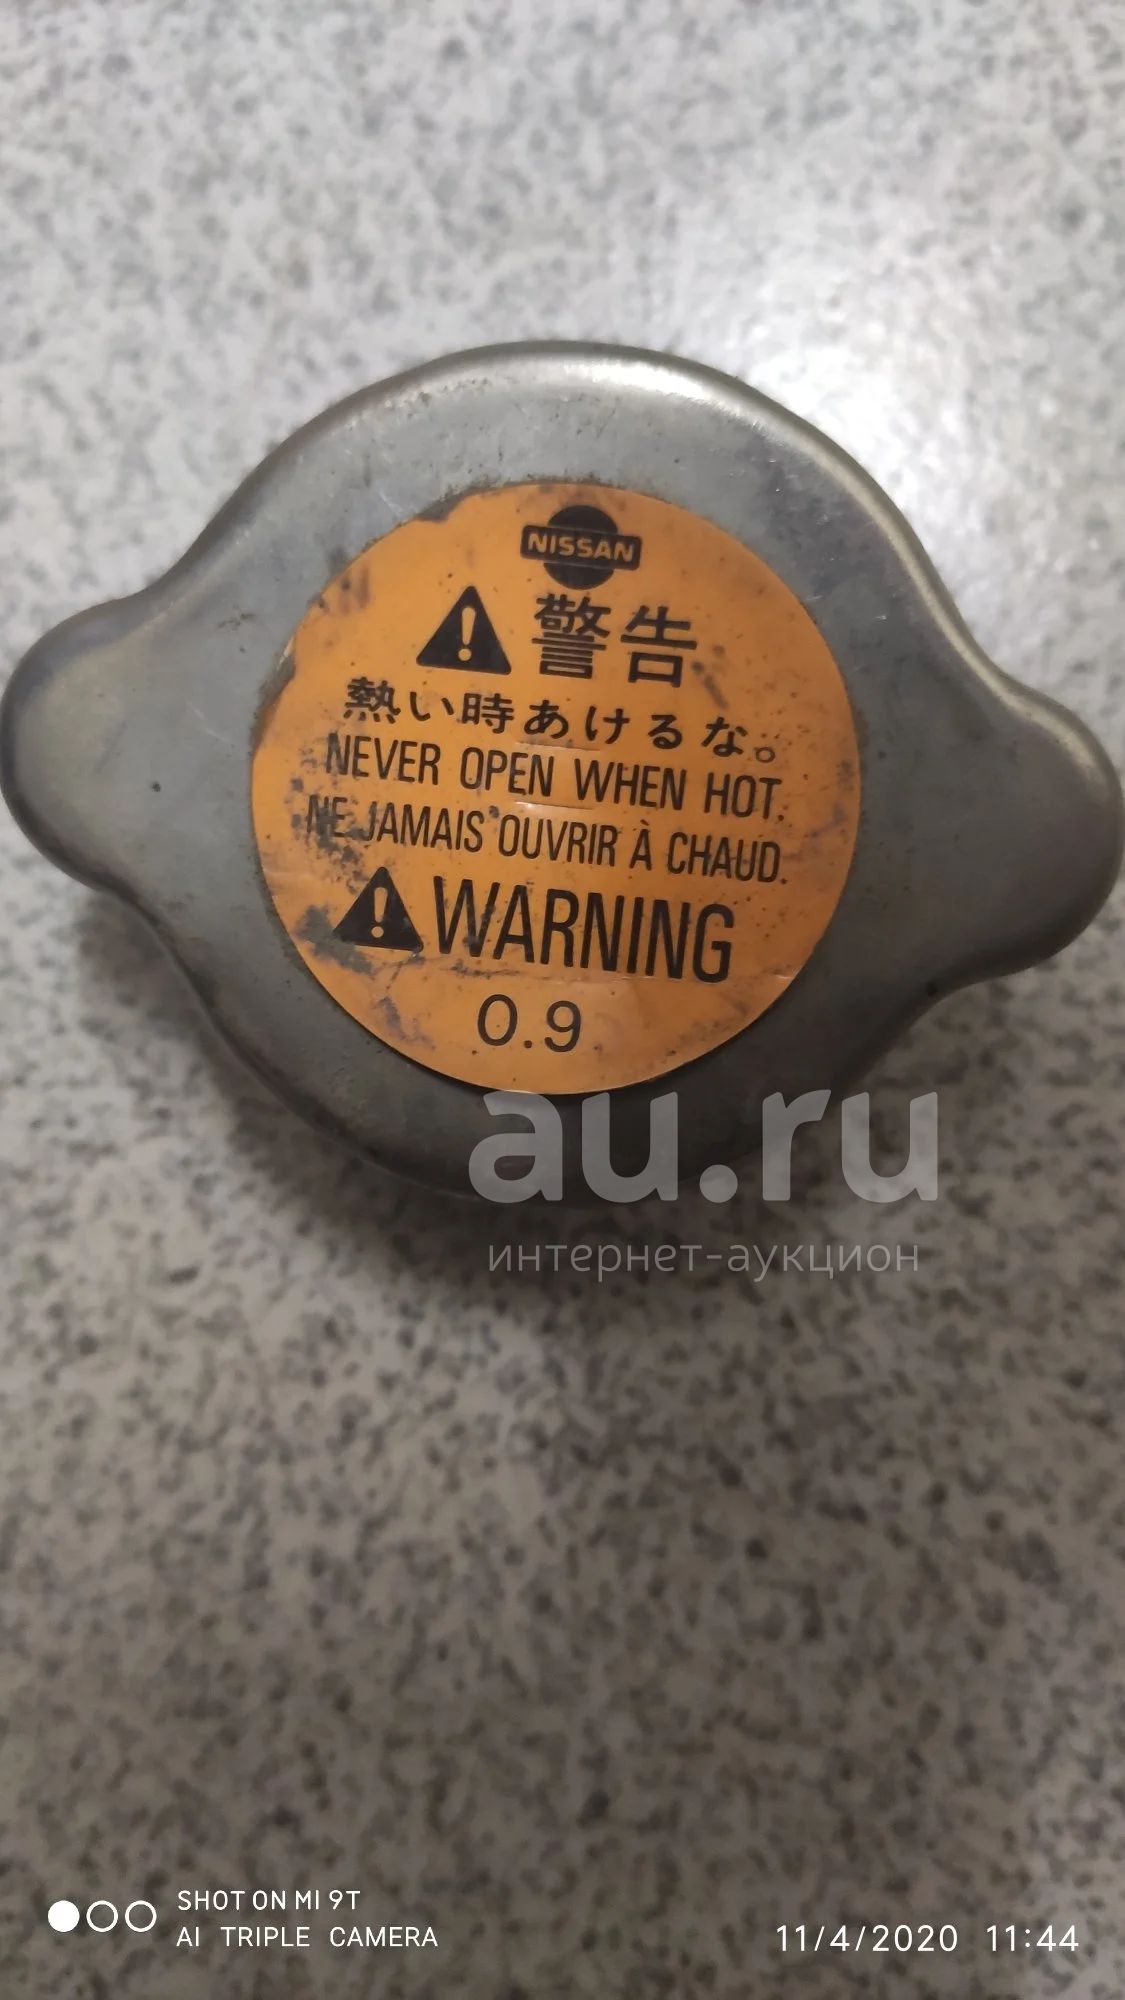 NISSAN
警告
熱い時あけるな。
NEVER OPEN WHEN HOT.
NE JAMAIS OUVRIR À CHAUD.
WARNING
0.9
au.ru
интернет-аукцион
SHOT ON MI 9T
AI TRIPLE CAMERA
11/4/2020 11:44